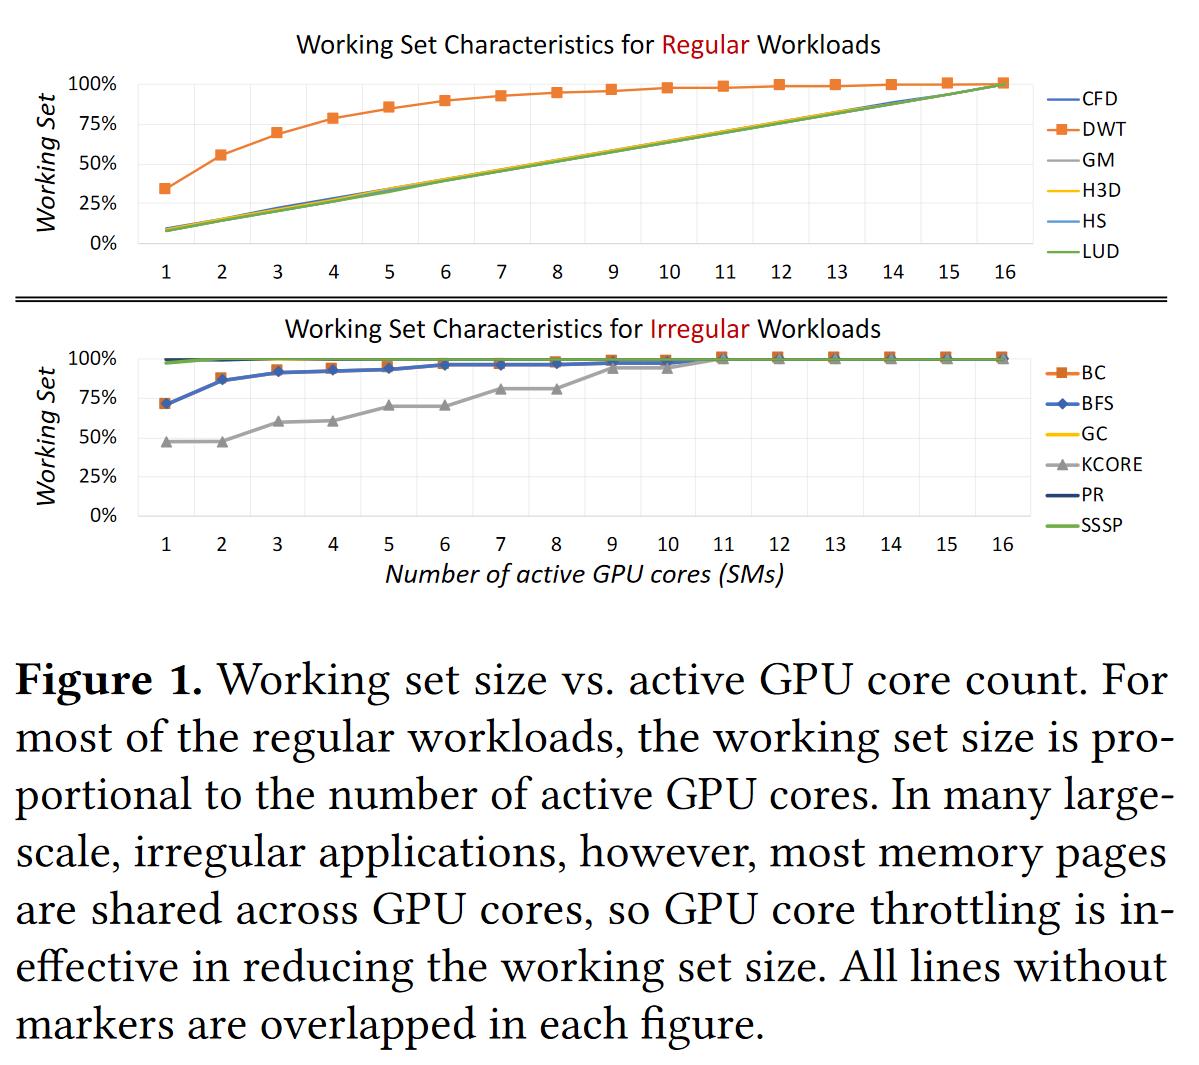 Working Set Characteristics for Regular Workloads
Working Set
100%
75%
50%
25%
0%
1 2 3 4 5 6 7 8 9 10 11 12 13 14 15 16
CFD
DWT
GM
H3D
HS
LUD
Working Set Characteristics for Irregular Workloads
Working Set
100%
75%
50%
25%
0%
1 2 3 4 5 6 7 8 9 10 11 12 13 14 15 16
Number of active GPU cores (SMs)
BC
BFS
GC
KCORE
PR
SSSP
Figure 1. Working set size vs. active GPU core count. For
most of the regular workloads, the working set size is pro-
portional to the number of active GPU cores. In many large-
scale, irregular applications, however, most memory pages
are shared across GPU cores, so GPU core throttling is in-
effective in reducing the working set size. All lines without
markers are overlapped in each figure.